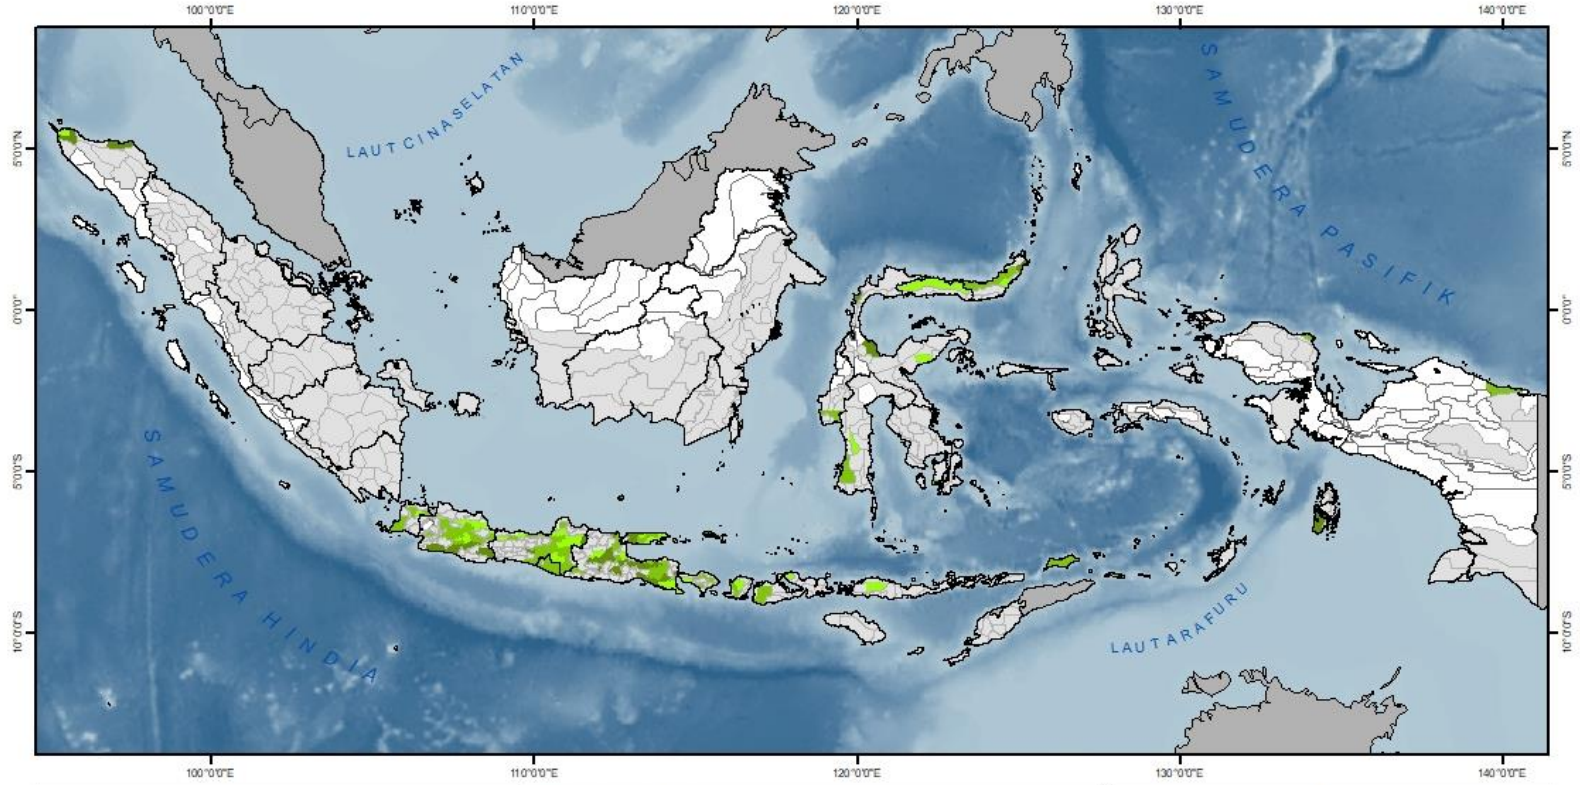 100°0'0"E 110°0'0"E 120°0'0"E 130°0'0"E 140°0'0"E
LAUT CINA SELATAN
SAMUDERA PASIFIK
5°0'0"N 5°0'0"N
0°0'0" 0°0'0"
5°0'0"S 5°0'0"S
SAMUDERA HINDIA
LAUT ARAFURU
10°0'0"S 10°0'0"S
100°0'0"E 110°0'0"E 120°0'0"E 130°0'0"E 140°0'0"E